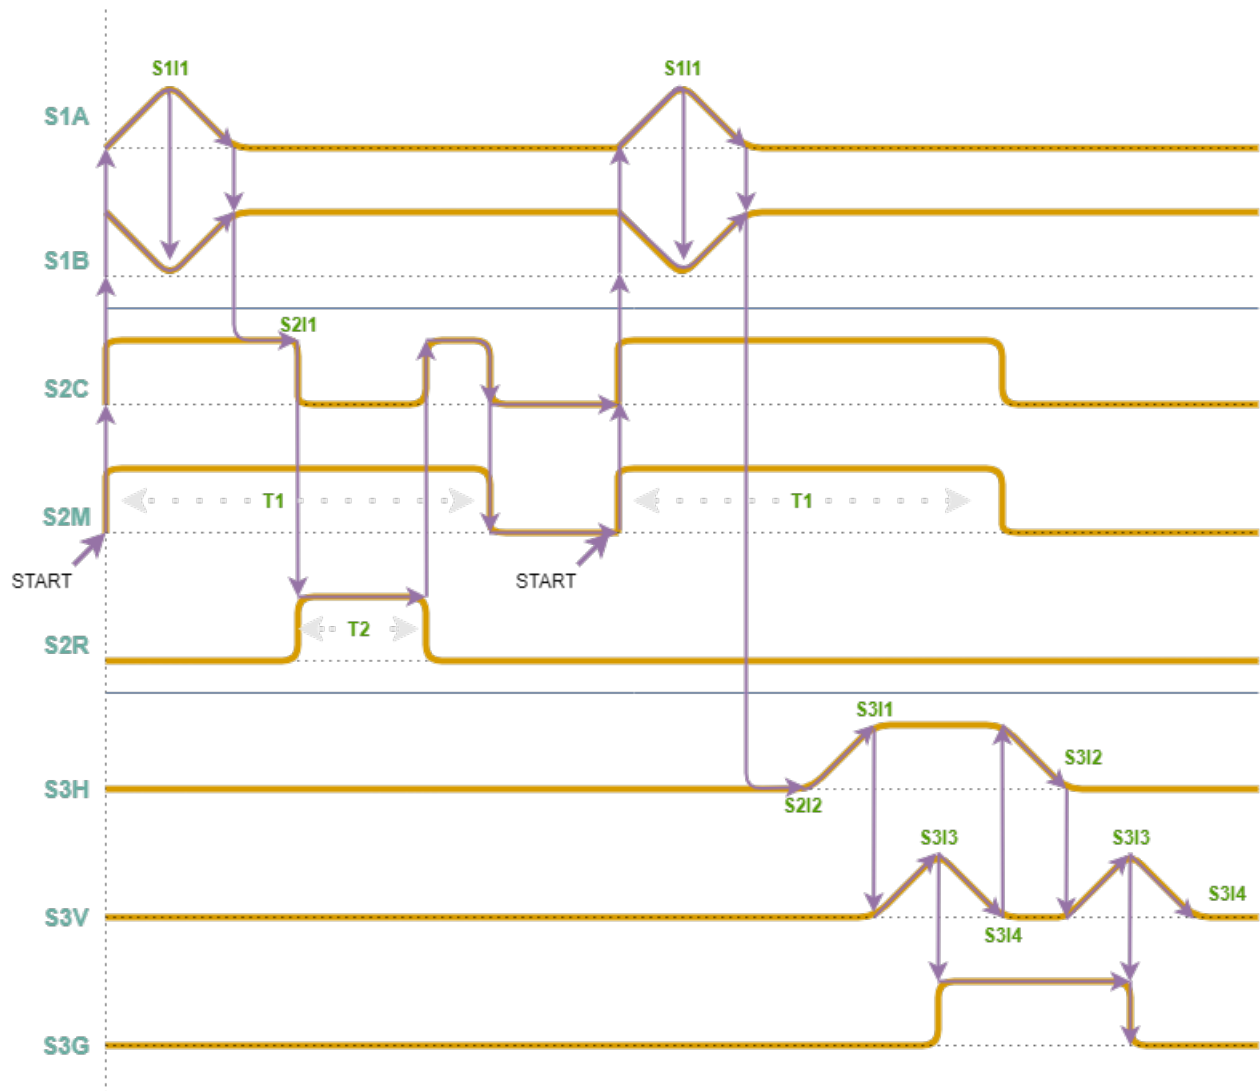 S1I1 S1I1
S1A
S1B
S2I1
S2C
T1 T1
S2M
START START
T2
S2R
S3I1
S3I2
S3H
S2I2
S3I3 S3I3
S3I4
S3V
S3I4
S3G